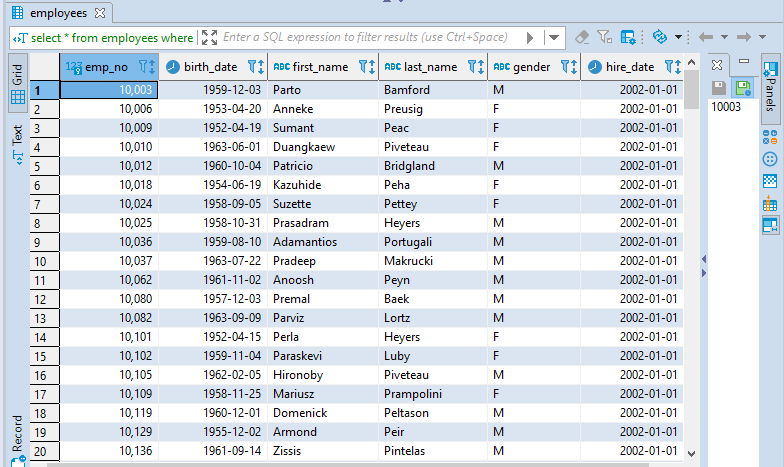 employees
select * from employees where
Enter a SQL expression to filter results (use Ctrl+Space)
Grid
Text
Record
123 emp_no birth_date ABC first_name ABC last_name ABC gender hire_date
1 10,003 1959-12-03 Parto Bamford M 2002-01-01
2 10,006 1953-04-20 Anneke Preusig F 2002-01-01
3 10,009 1952-04-19 Sumant Peac F 2002-01-01
4 10,010 1963-06-01 Duangkaew Piveteau F 2002-01-01
5 10,012 1960-10-04 Patricio Bridgland M 2002-01-01
6 10,018 1954-06-19 Kazuhide Peha F 2002-01-01
7 10,024 1958-09-05 Suzette Pettey F 2002-01-01
8 10,025 1958-10-31 Prasadram Heyers M 2002-01-01
9 10,036 1959-08-10 Adamantios Portugali M 2002-01-01
10 10,037 1963-07-22 Pradeep Makrucki M 2002-01-01
11 10,062 1961-11-02 Anoosh Peyn M 2002-01-01
12 10,080 1957-12-03 Premal Baek M 2002-01-01
13 10,082 1963-09-09 Parviz Lortz M 2002-01-01
14 10,101 1952-04-15 Perla Heyers F 2002-01-01
15 10,102 1959-11-04 Paraskevi Luby F 2002-01-01
16 10,105 1962-02-05 Hironoby Piveteau M 2002-01-01
17 10,109 1958-11-25 Mariusz Prampolini F 2002-01-01
18 10,119 1960-12-01 Domenick Peltason M 2002-01-01
19 10,129 1955-12-02 Armond Peir M 2002-01-01
20 10,136 1961-09-14 Zissis Pintelas M 2002-01-01
10003
Panels